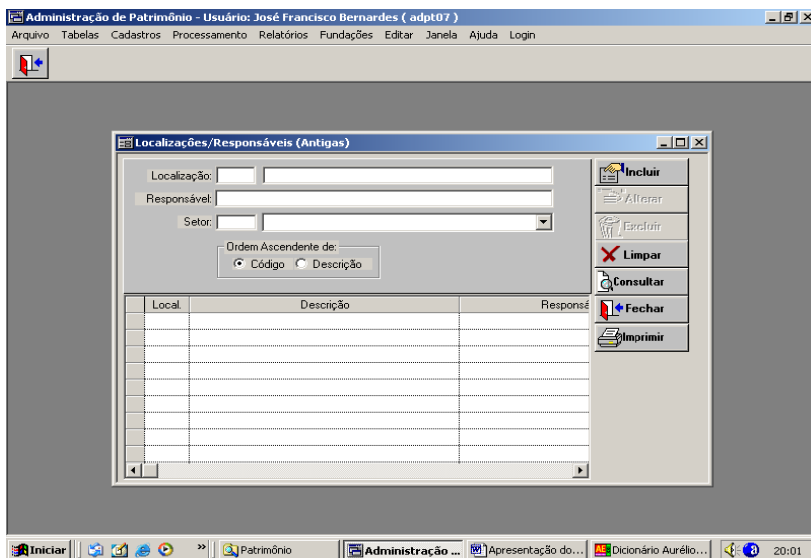 Administração de Patrimônio - Usuário: José Francisco Bernardes ( adpt07 )
Arquivo Tabelas Cadastros Processamento Relatórios Fundações Editar Janela Ajuda Login
Localizações/Responsáveis (Antigas)
Localização:
Responsável:
Setor:
Ordem Ascendente de:
Código Descrição
Incluir
Alterar
Excluir
Limpar
Consultar
Fechar
Imprimir
Local. Descrição Responsá
Iniciar » Patrimônio Administração ... Apresentação do... Dicionário Aurélio... 20:01